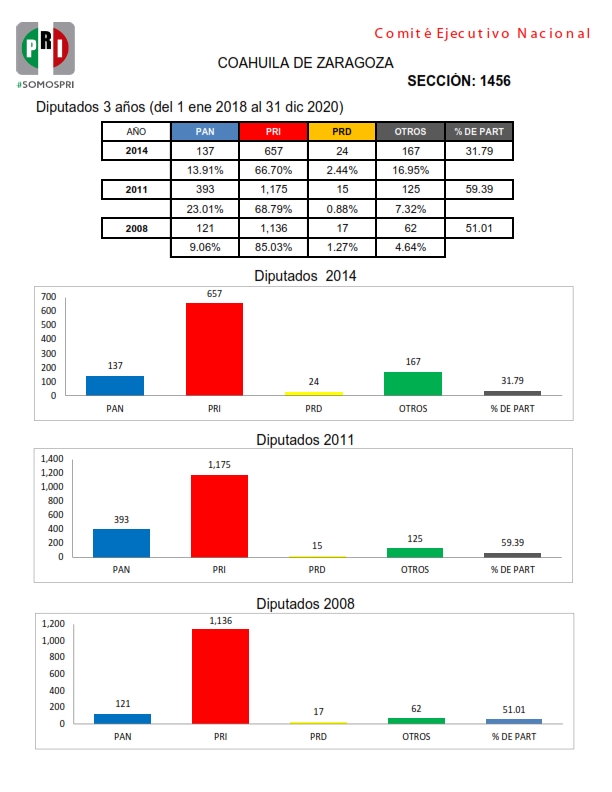 Comité Ejecutivo Nacional
PRI
#SOMOSPRI
COAHUILA DE ZARAGOZA
SECCIÓN: 1456
Diputados 3 años (del 1 ene 2018 al 31 dic 2020)
AÑO PAN PRI PRD OTROS % DE PART
2014 137 657 24 167 31.79
13.91% 66.70% 2.44% 16.95%
2011 393 1,175 15 125 59.39
23.01% 68.79% 0.88% 7.32%
2008 121 1,136 17 62 51.01
9.06% 85.03% 1.27% 4.64%
Diputados 2014
700
600
500
400
300
200
100
0
137 657 24 167 31.79
PAN PRI PRD OTROS % DE PART
Diputados 2011
1,400
1,200
1,000
800
600
400
200
0
393 1,175 15 125 59.39
PAN PRI PRD OTROS % DE PART
Diputados 2008
1,200
1,000
800
600
400
200
0
121 1,136 17 62 51.01
PAN PRI PRD OTROS % DE PART